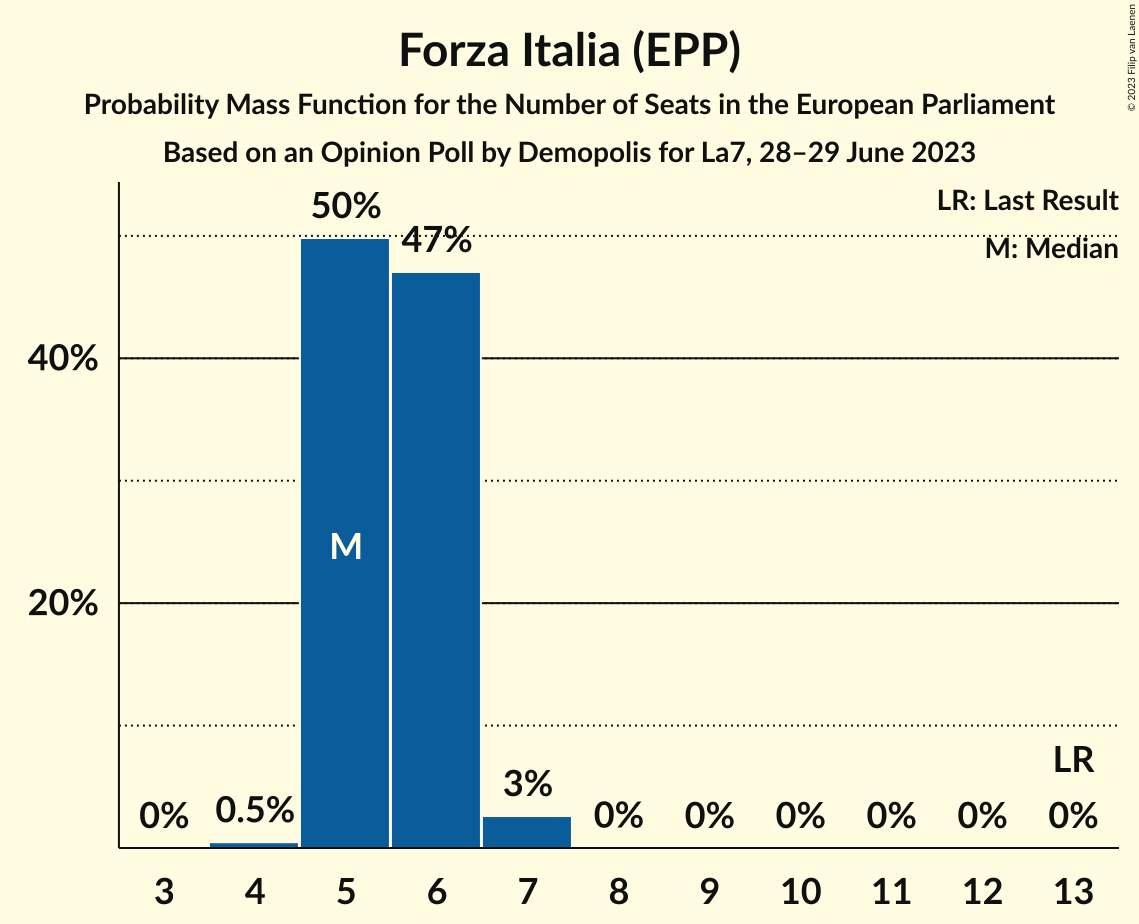 Forza Italia (EPP)
Probability Mass Function for the Number of Seats in the European Parliament
Based on an Opinion Poll by Demopolis for La7, 28–29 June 2023
© 2023 Filip van Laenen
LR: Last Result
M: Median
50%
47%
40%
M
20%
LR
0%
0.5%
3%
0%
0%
0%
0%
0%
0%
3 4 5 6 7 8 9 10 11 12 13